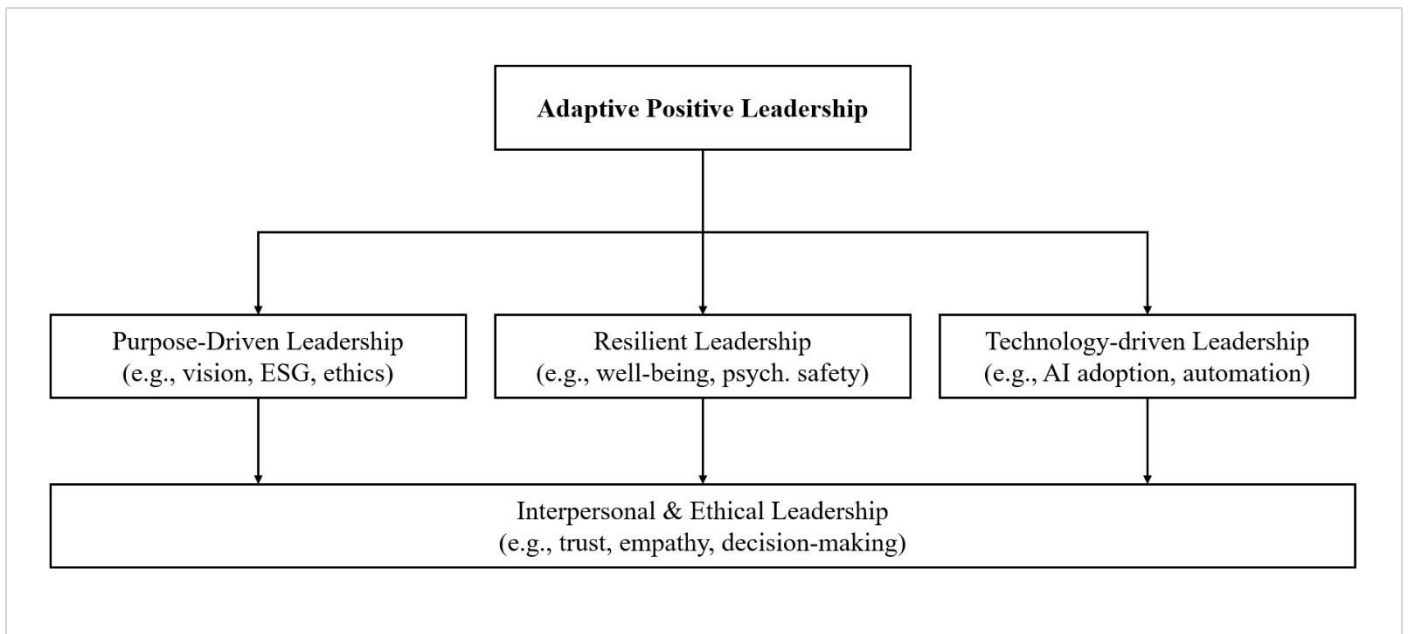 Adaptive Positive Leadership
Purpose-Driven Leadership
(e.g., vision, ESG, ethics)
Resilient Leadership
(e.g., well-being, psych. safety)
Technology-driven Leadership
(e.g., AI adoption, automation)
Interpersonal & Ethical Leadership
(e.g., trust, empathy, decision-making)